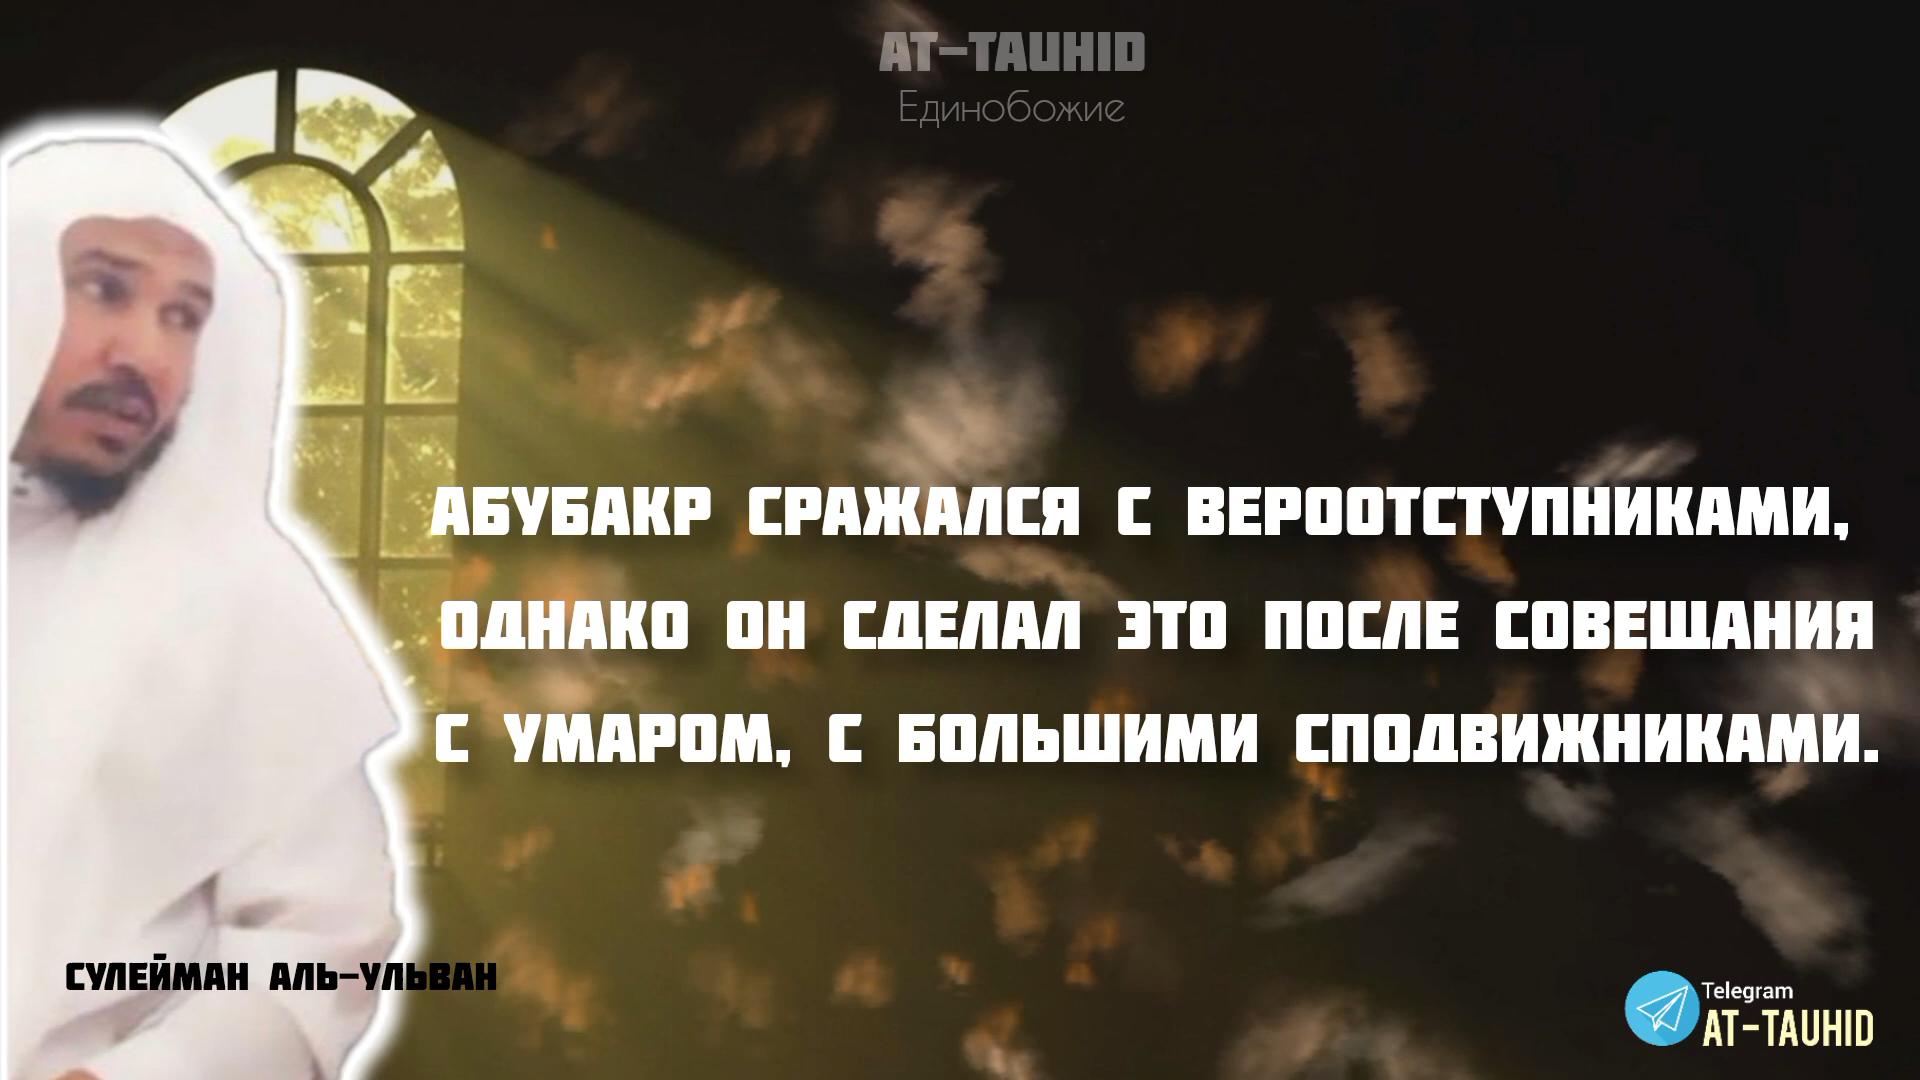 AT-TAUHID
Единобожие
АБУБАКР СРАЖАЛСЯ С ВЕРООТСТУПНИКАМИ,
ОДНАКО ОН СДЕЛАЛ ЭТО ПОСЛЕ СОВЕЩАНИЯ
С УМАРОМ, С БОЛЬШИМИ СПОДВИЖНИКАМИ.
СУЛЕЙМАН АЛЬ-УЛЬВАН
Telegram
AT-TAUHID